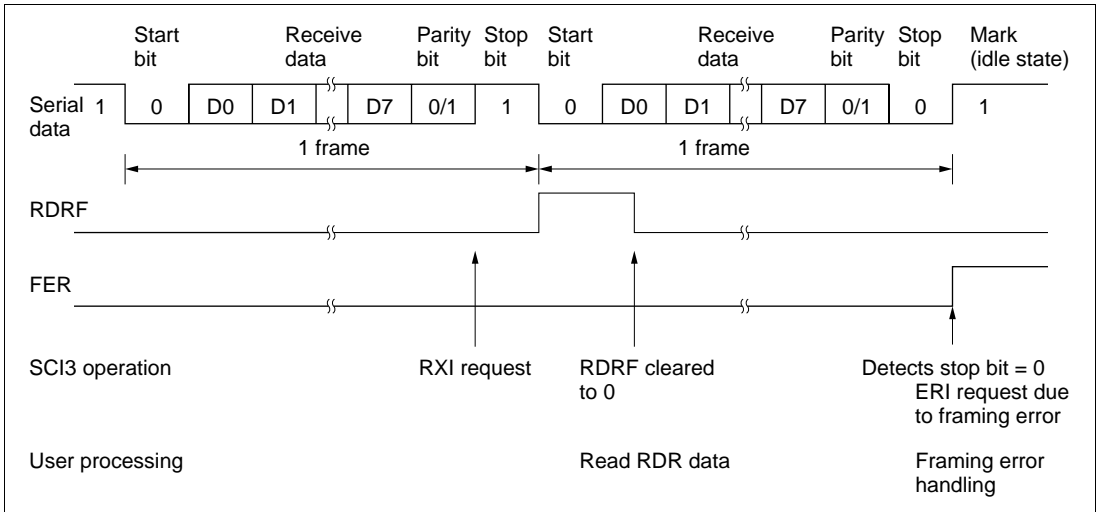 Start Receive Parity Stop Start Receive Parity Stop Mark
bit data bit bit bit data bit bit (idle state)
Serial 1 0 D0 D1 D7 0/1 1 0 D0 D1 D7 0/1 0 1
data
1 frame 1 frame
RDRF
FER
SCI3 operation RXI request RDRF cleared Detects stop bit = 0
to 0 ERI request due
to framing error
User processing Read RDR data Framing error
handling